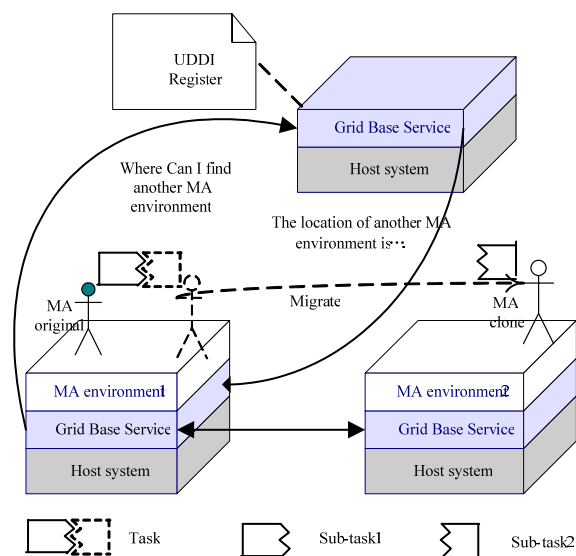 UDDI
Register
Grid Base Service
Host system
Where Can I find
another MA
environment
The location of another MA
environment is…
MA
original
Migrate
MA
clone
MA environment1
Grid Base Service
Host system
MA environment2
Grid Base Service
Host system
Task
Sub-task1
Sub-task2